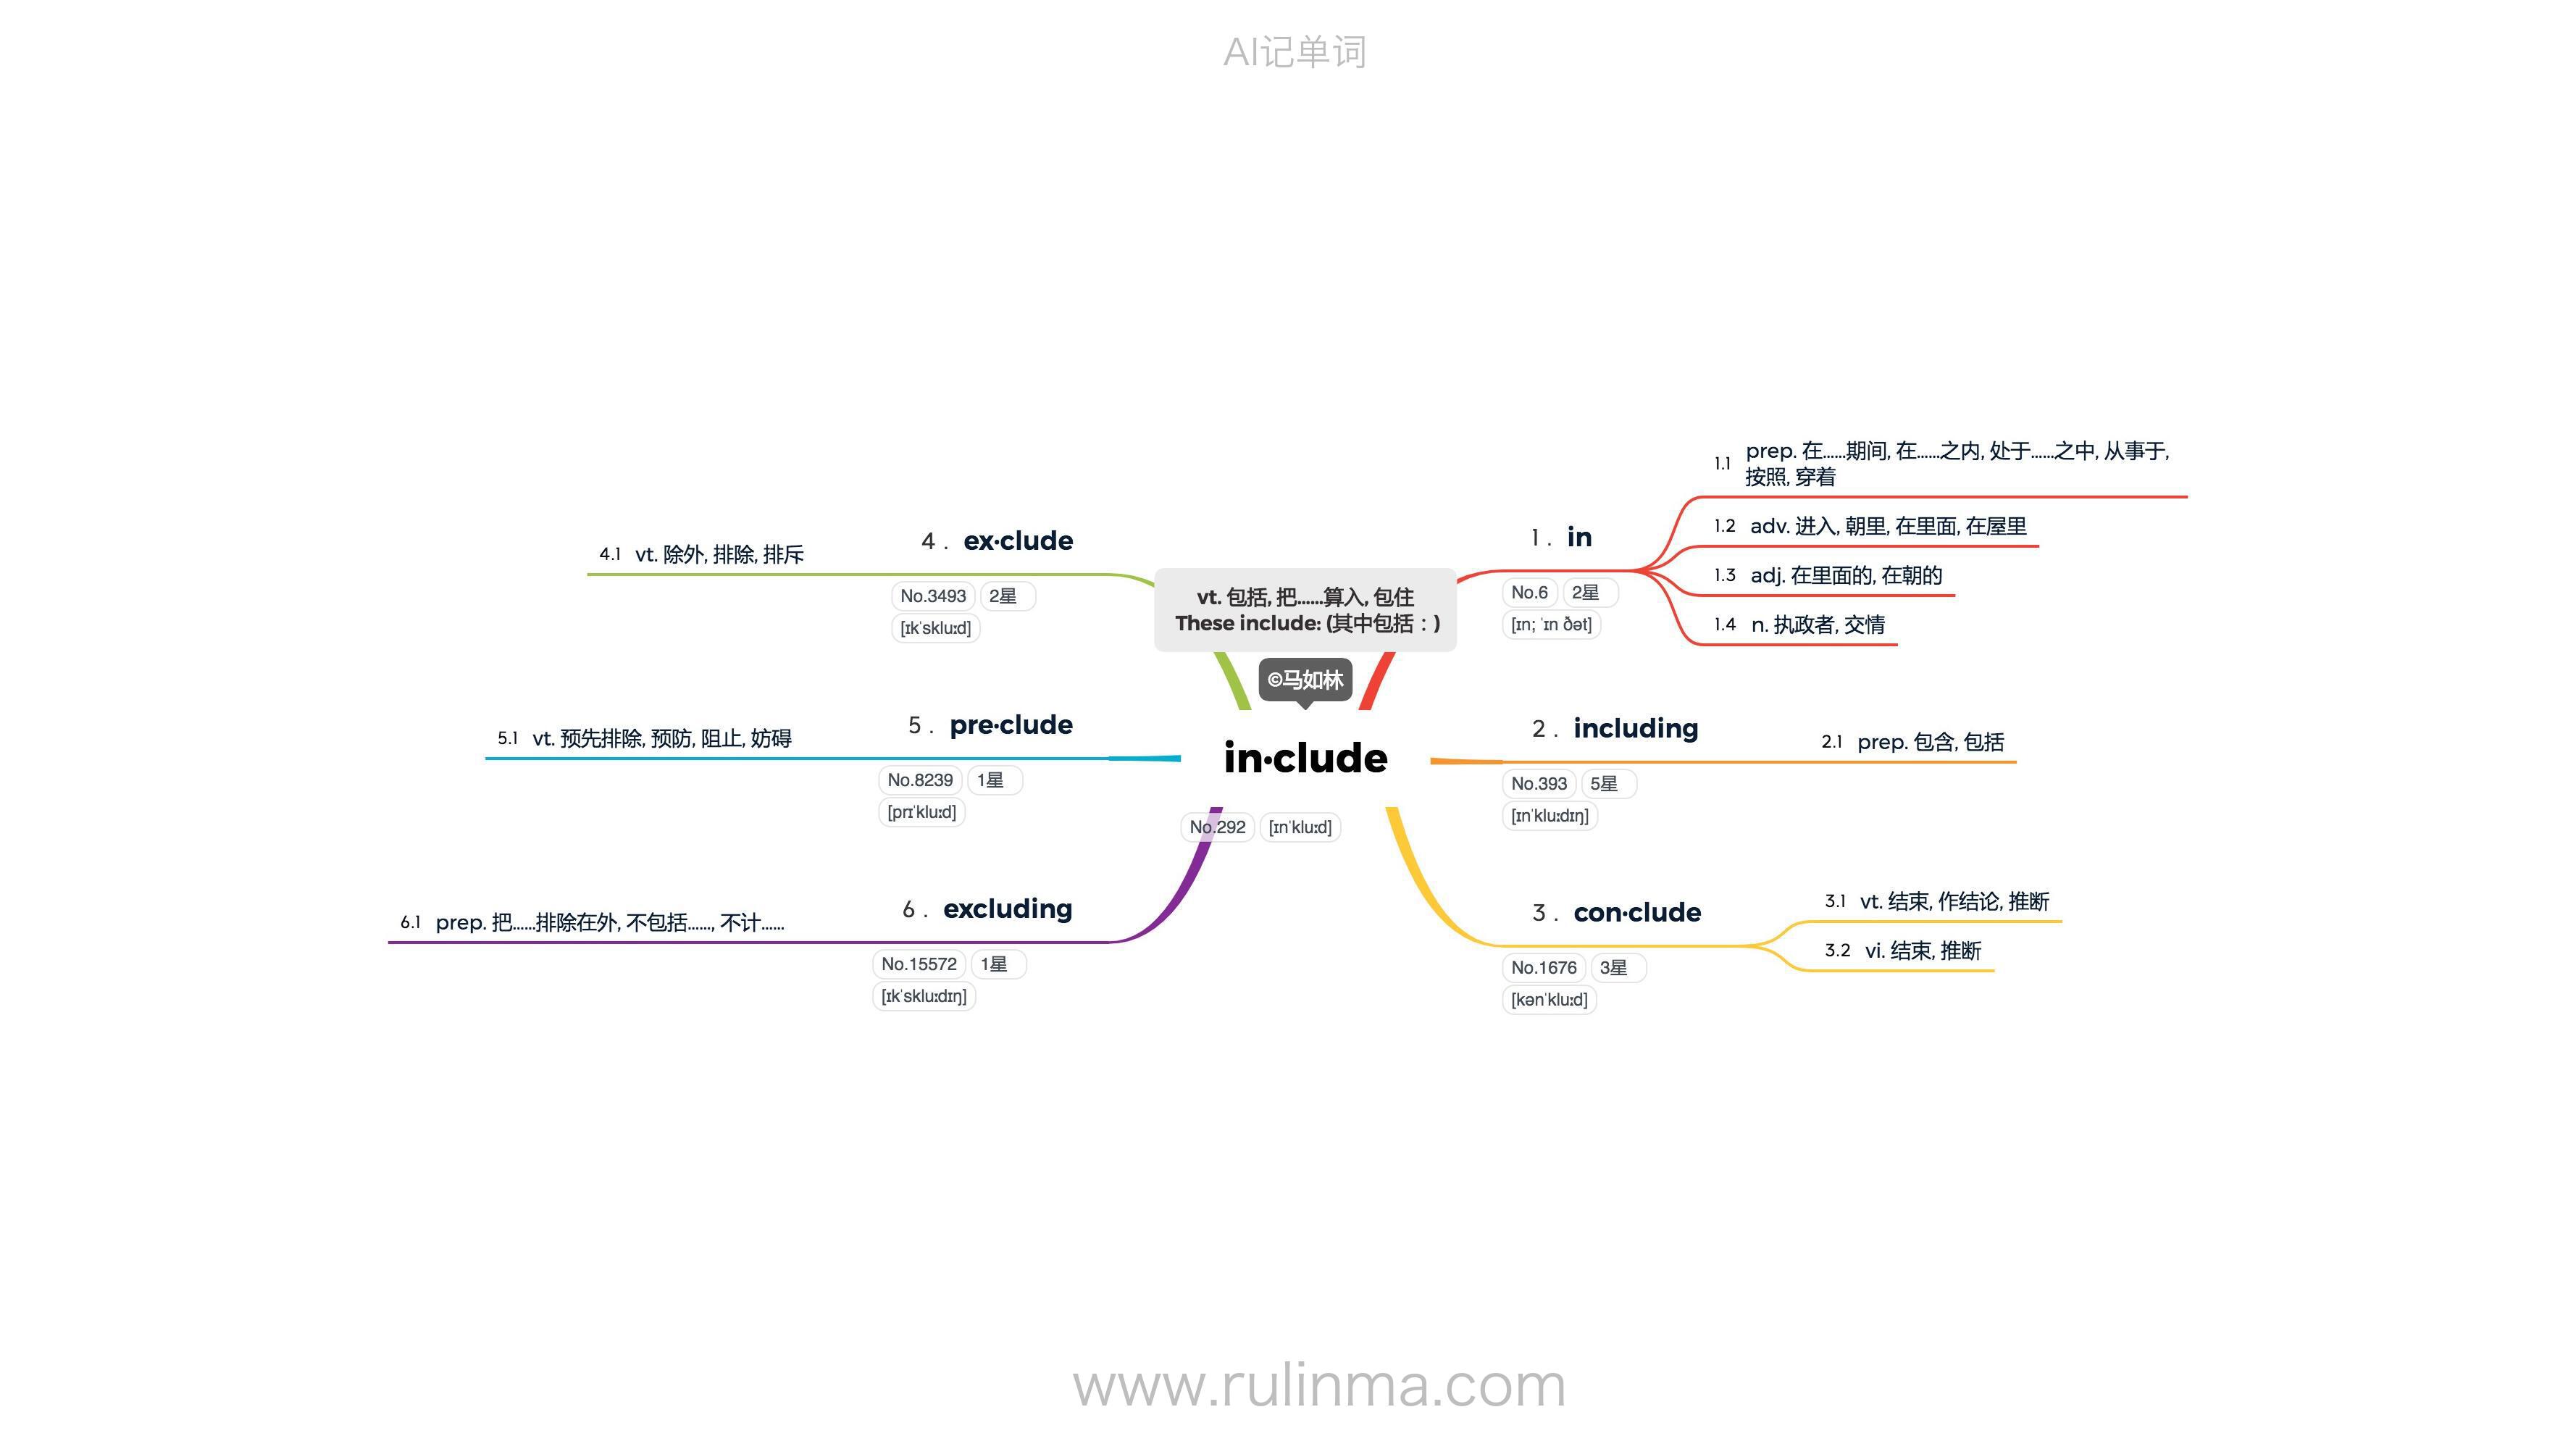 AI记单词
vt. 包括, 把......算入, 包住
These include: (其中包括：)
©马如林
in·clude
No.292 [ɪnˈkluːd]
1 . in
No.6 2星
[ɪn; ˈɪn ðət]
1.1 prep. 在......期间, 在......之内, 处于......之中, 从事于,
按照, 穿着
1.2 adv. 进入, 朝里, 在里面, 在屋里
1.3 adj. 在里面的, 在朝的
1.4 n. 执政者, 交情
2 . including
No.393 5星
[ɪnˈkluːdɪŋ]
2.1 prep. 包含, 包括
3 . con·clude
No.1676 3星
[kənˈkluːd]
3.1 vt. 结束, 作结论, 推断
3.2 vi. 结束, 推断
4 . ex·clude
No.3493 2星
[ɪkˈskluːd]
4.1 vt. 除外, 排除, 排斥
5 . pre·clude
No.8239 1星
[prɪˈkluːd]
5.1 vt. 预先排除, 预防, 阻止, 妨碍
6 . excluding
No.15572 1星
[ɪkˈskluːdɪŋ]
6.1 prep. 把......排除在外, 不包括......, 不计......
www.rulinma.com